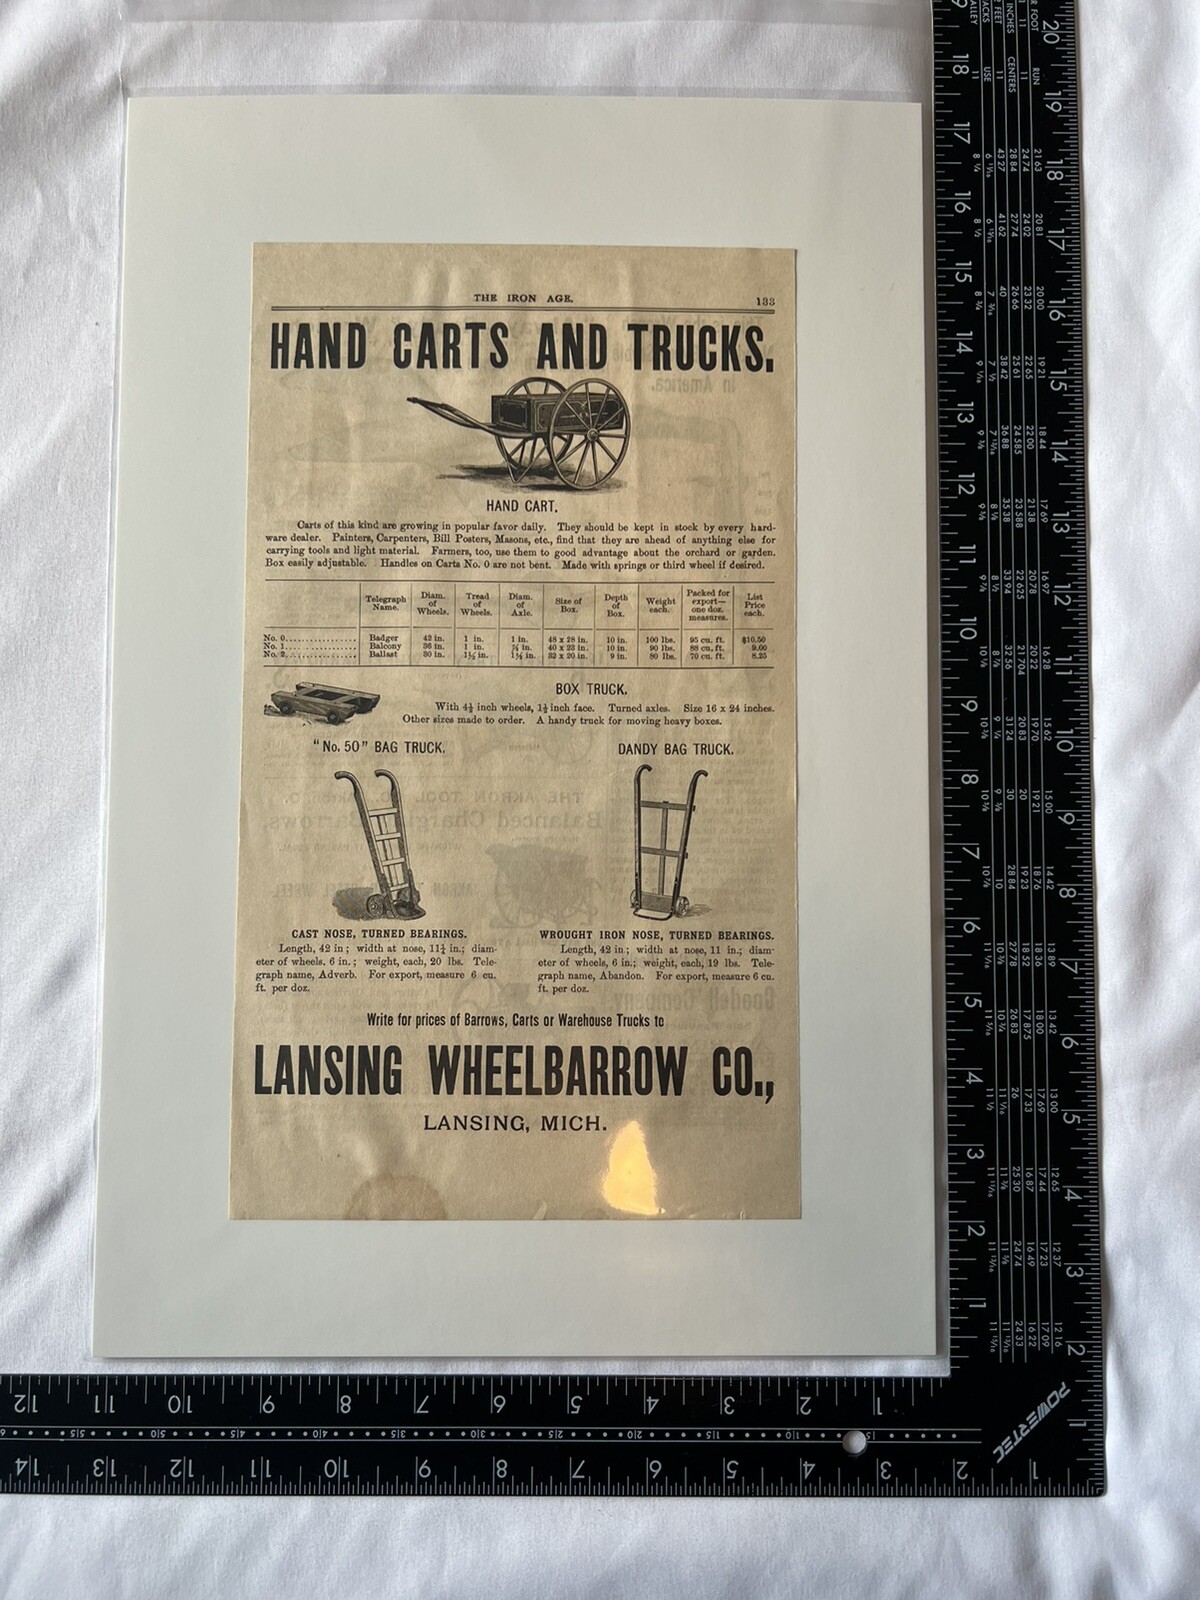 THE IRON AGE.
133
HAND CARTS AND TRUCKS.
HAND CART.
Carts of this kind are growing in popular favor daily. They should be kept in stock by every hard-
ware dealer. Painters, Carpenters, Bill Posters, Masons, etc., find that they are ahead of anything else for
carrying tools and light material. Farmers, too, use them to good advantage about the orchard or garden.
Box easily adjustable. Handles on Carts No. 0 are not bent. Made with springs or third wheel if desired.
Telegraph Name. Diam. of Wheels. Tread of Wheels. Diam. of Axle. Size of Box. Depth of Box. Weight each. Packed for export—one doz. measures. List Price each.
No. 0 Badger 42 in. 1 in. 1 in. 48 x 28 in. 10 in. 100 lbs. 95 cu. ft. $10.50
No. 1 Balcony 36 in. 1 in. 40 x 23 in. 10 in. 90 lbs. 88 cu. ft. 9.00
No. 2 Ballast 30 in. 32 x 20 in. 9 in. 80 lbs. 70 cu. ft. 8.25
BOX TRUCK.
With 4½ inch wheels, 1½ inch face. Turned axles. Size 16 x 24 inches.
Other sizes made to order. A handy truck for moving heavy boxes.
"No. 50" BAG TRUCK.
CAST NOSE, TURNED BEARINGS.
Length, 42 in; width at nose, 11½ in.; diam-
eter of wheels. 6 in.; weight, each, 20 lbs. Tele-
graph name, Adverb. For export, measure 6 cu.
ft. per doz.
DANDY BAG TRUCK.
WROUGHT IRON NOSE, TURNED BEARINGS.
Length, 42 in.; width at nose, 11 in.; diam-
eter of wheels, 6 in.; weight, each, 19 lbs. Tele-
graph name, Abandon. For export, measure 6 cu.
ft. per doz.
Write for prices of Barrows, Carts or Warehouse Trucks to
LANSING WHEELBARROW CO.,
LANSING, MICH.
POWERTEC